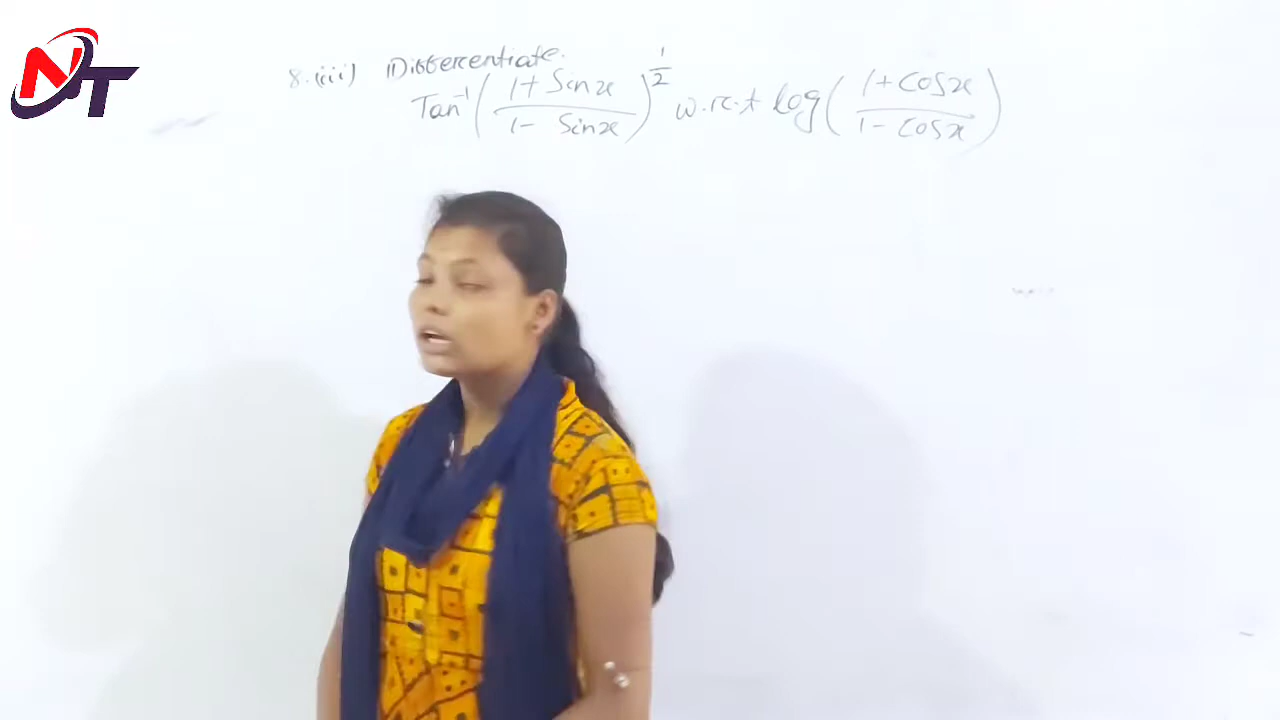 NT
8.(iii) Differentiate.
Tan⁻¹((1+Sinx)/(1-Sinx))^(1/2) w.r.t log((1+Cosx)/(1-Cosx))